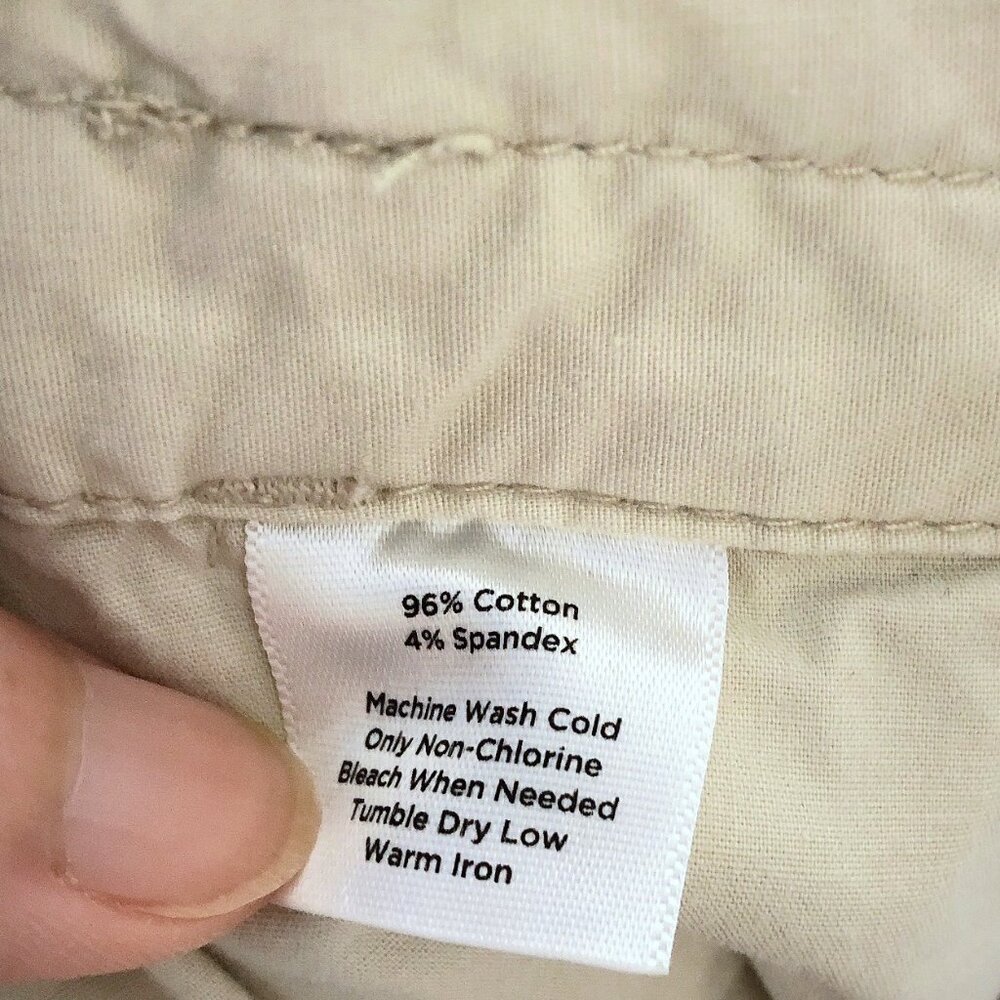 96% Cotton
4% Spandex
Machine Wash Cold
Only Non-Chlorine
Bleach When Needed
Tumble Dry Low
Warm Iron